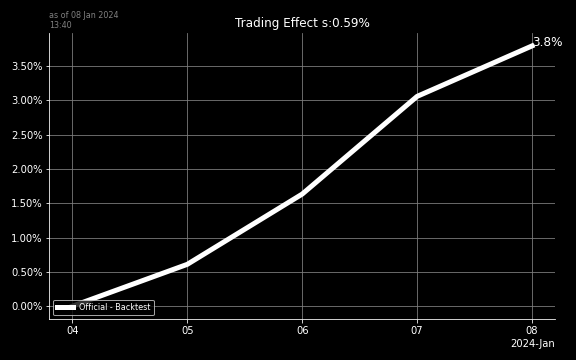 as of 08 Jan 2024
13:40
Trading Effect s:0.59%
3.8%
3.50%
3.00%
2.50%
2.00%
1.50%
1.00%
0.50%
0.00%
Official - Backtest
04 05 06 07 08
2024-Jan